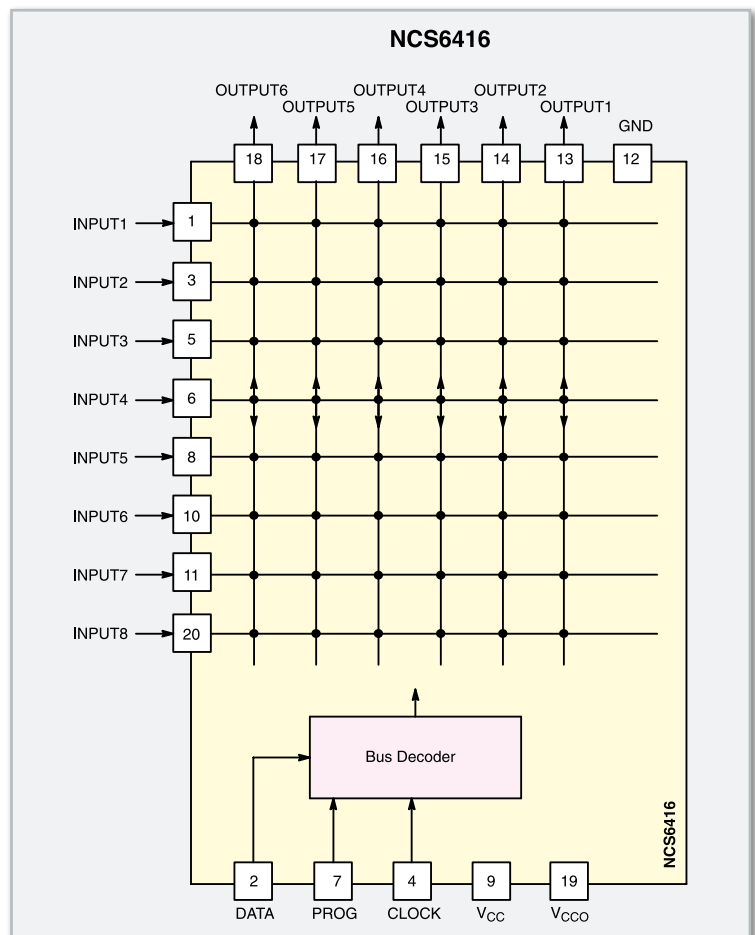 NCS6416
OUTPUT6 OUTPUT4 OUTPUT2
OUTPUT5 OUTPUT3 OUTPUT1
GND
18 17 16 15 14 13 12
INPUT1 1
INPUT2 3
INPUT3 5
INPUT4 6
INPUT5 8
INPUT6 10
INPUT7 11
INPUT8 20
Bus Decoder
NCS6416
2 7 4 9 19
DATA PROG CLOCK VCC VCCO